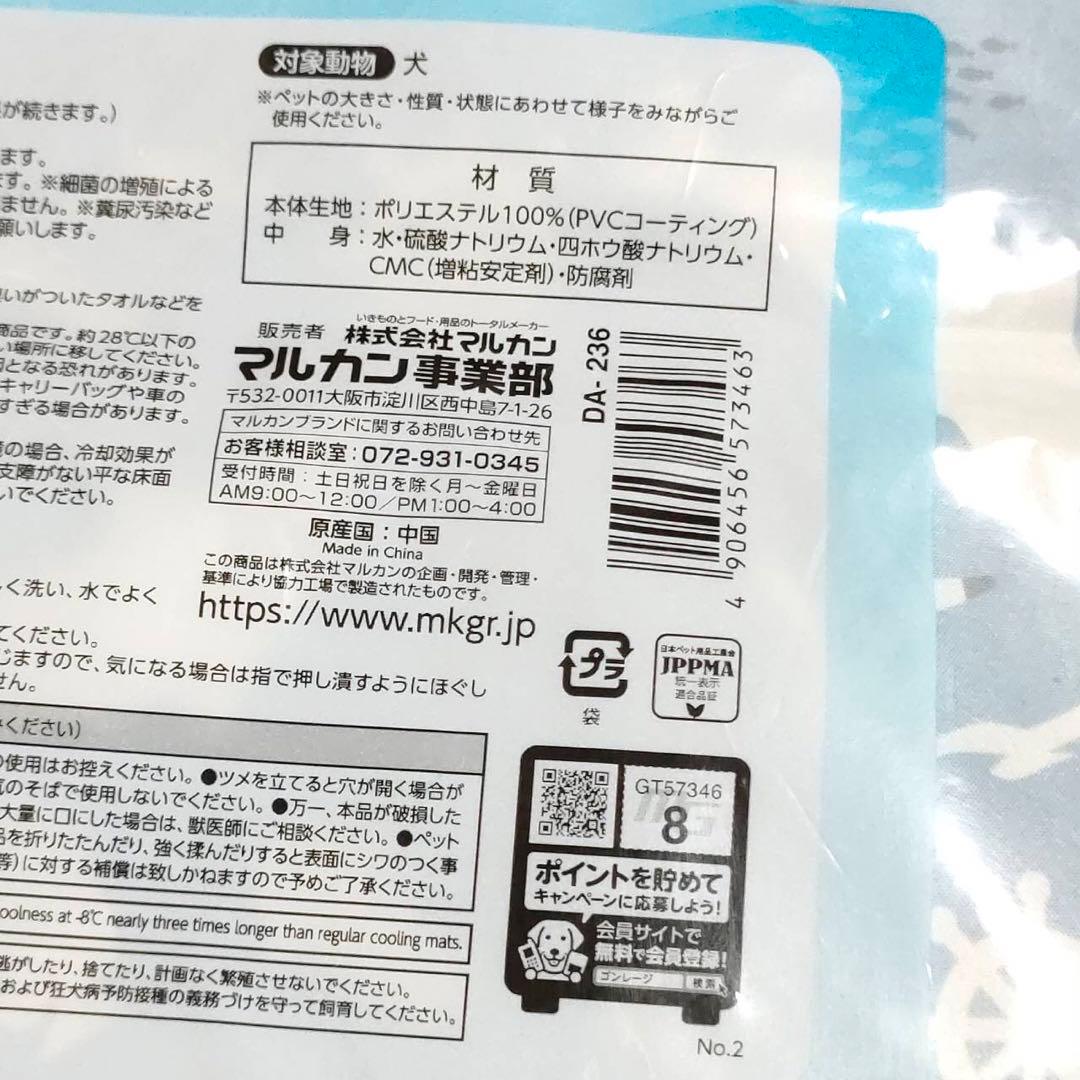 対象動物 犬
※ペットの大きさ・性質・状態にあわせて様子をみながらご
使用ください。
が続きます。)
ます。
ます。※細菌の増殖による
ません。※糞尿汚染など
願いします。
材 質
本体生地:ポリエステル100%(PVCコーティング)
中 身:水・硫酸ナトリウム・四ホウ酸ナトリウム・
CMC(増粘安定剤)・防腐剤
いがついたタオルなどを
商品です。約28℃以下の
い場所に移してください。
となる恐れがあります。
キャリーバッグや車の
すぎる場合があります。
の場合、冷却効果が
支障がない平な床面
いでください。
いきものとフード・用品のトータルメーカー
販売者 株式会社マルカン
マルカン事業部
〒532-0011大阪市淀川区西中島7-1-26
マルカンブランドに関するお問い合わせ先
お客様相談室:072-931-0345
受付時間:土日祝日を除く月〜金曜日
AM9:00〜12:00/PM1:00〜4:00
原産国:中国
Made in China
この商品は株式会社マルカンの企画・開発・管理・
基準により協力工場で製造されたものです。
https://www.mkgr.jp
DA-236
4 906456 573463
く洗い、水でよく
てください。
じますので、気になる場合は指で押し潰すようにほぐし
せん。
プラ
袋
日本ペット用品工業会
JPPMA
統一表示
適合品証
ください)
の使用はお控えください。●ツメを立てると穴が開く場合が
気のそばで使用しないでください。●万一、本品が破損した
大量に口にした場合は、獣医師にご相談ください。●ペット
品を折りたたんだり、強く揉んだりすると表面にシワのつく事
等)に対する補償は致しかねますので予めご了承ください。
coolness at -8℃ nearly three times longer than regular cooling mats.
逃がしたり、捨てたり、計画なく繁殖させないでください。
および狂犬病予防接種の義務づけを守って飼育してください。
GT57346
8
ポイントを貯めて
キャンペーンに応募しよう!
会員サイトで
無料で会員登録!
ゴンレージ 検索
No.2